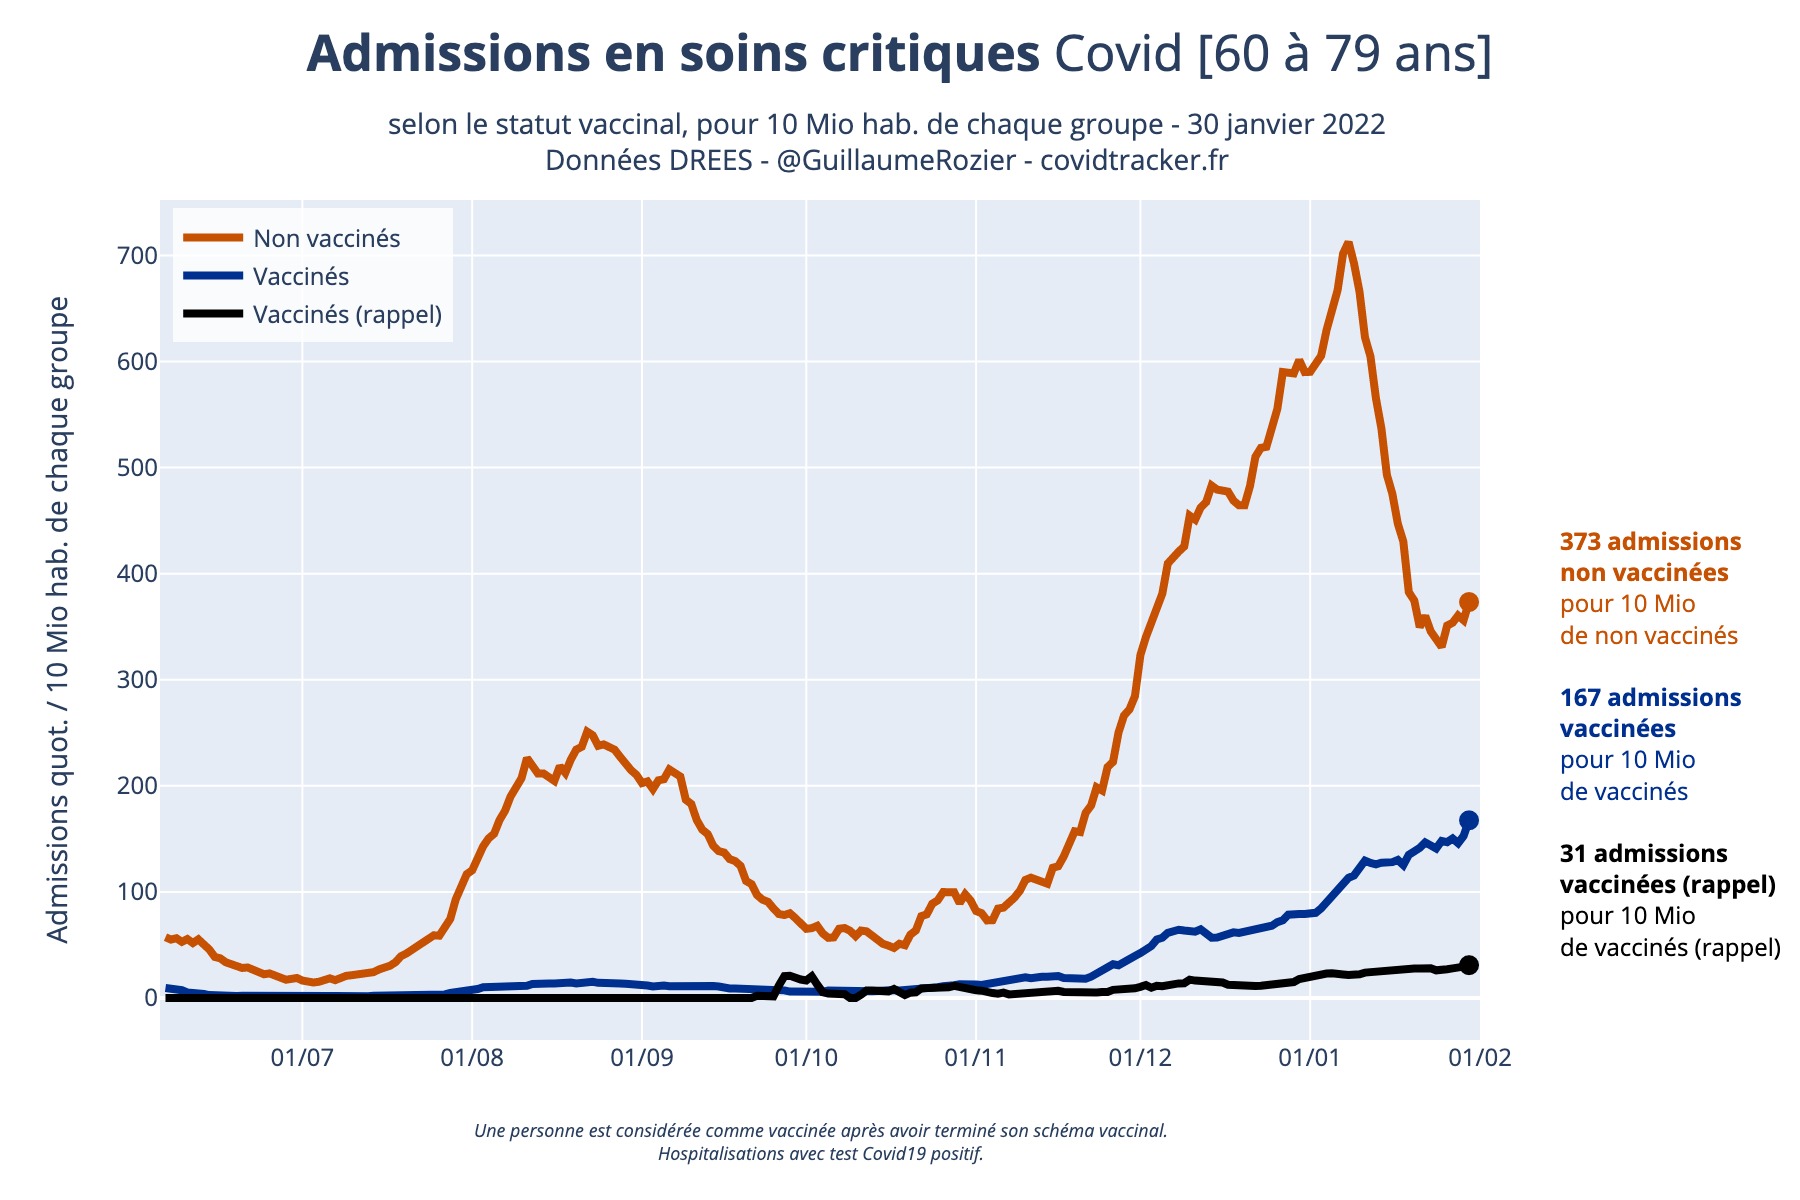 Admissions en soins critiques Covid [60 à 79 ans]
selon le statut vaccinal, pour 10 Mio hab. de chaque groupe - 30 janvier 2022
Données DREES - @GuillaumeRozier - covidtracker.fr
Admissions quot. / 10 Mio hab. de chaque groupe
Non vaccinés
Vaccinés
Vaccinés (rappel)
700
600
500
400
300
200
100
0
01/07
01/08
01/09
01/10
01/11
01/12
01/01
01/02
373 admissions
non vaccinées
pour 10 Mio
de non vaccinés
167 admissions
vaccinées
pour 10 Mio
de vaccinés
31 admissions
vaccinées (rappel)
pour 10 Mio
de vaccinés (rappel)
Une personne est considérée comme vaccinée après avoir terminé son schéma vaccinal.
Hospitalisations avec test Covid19 positif.